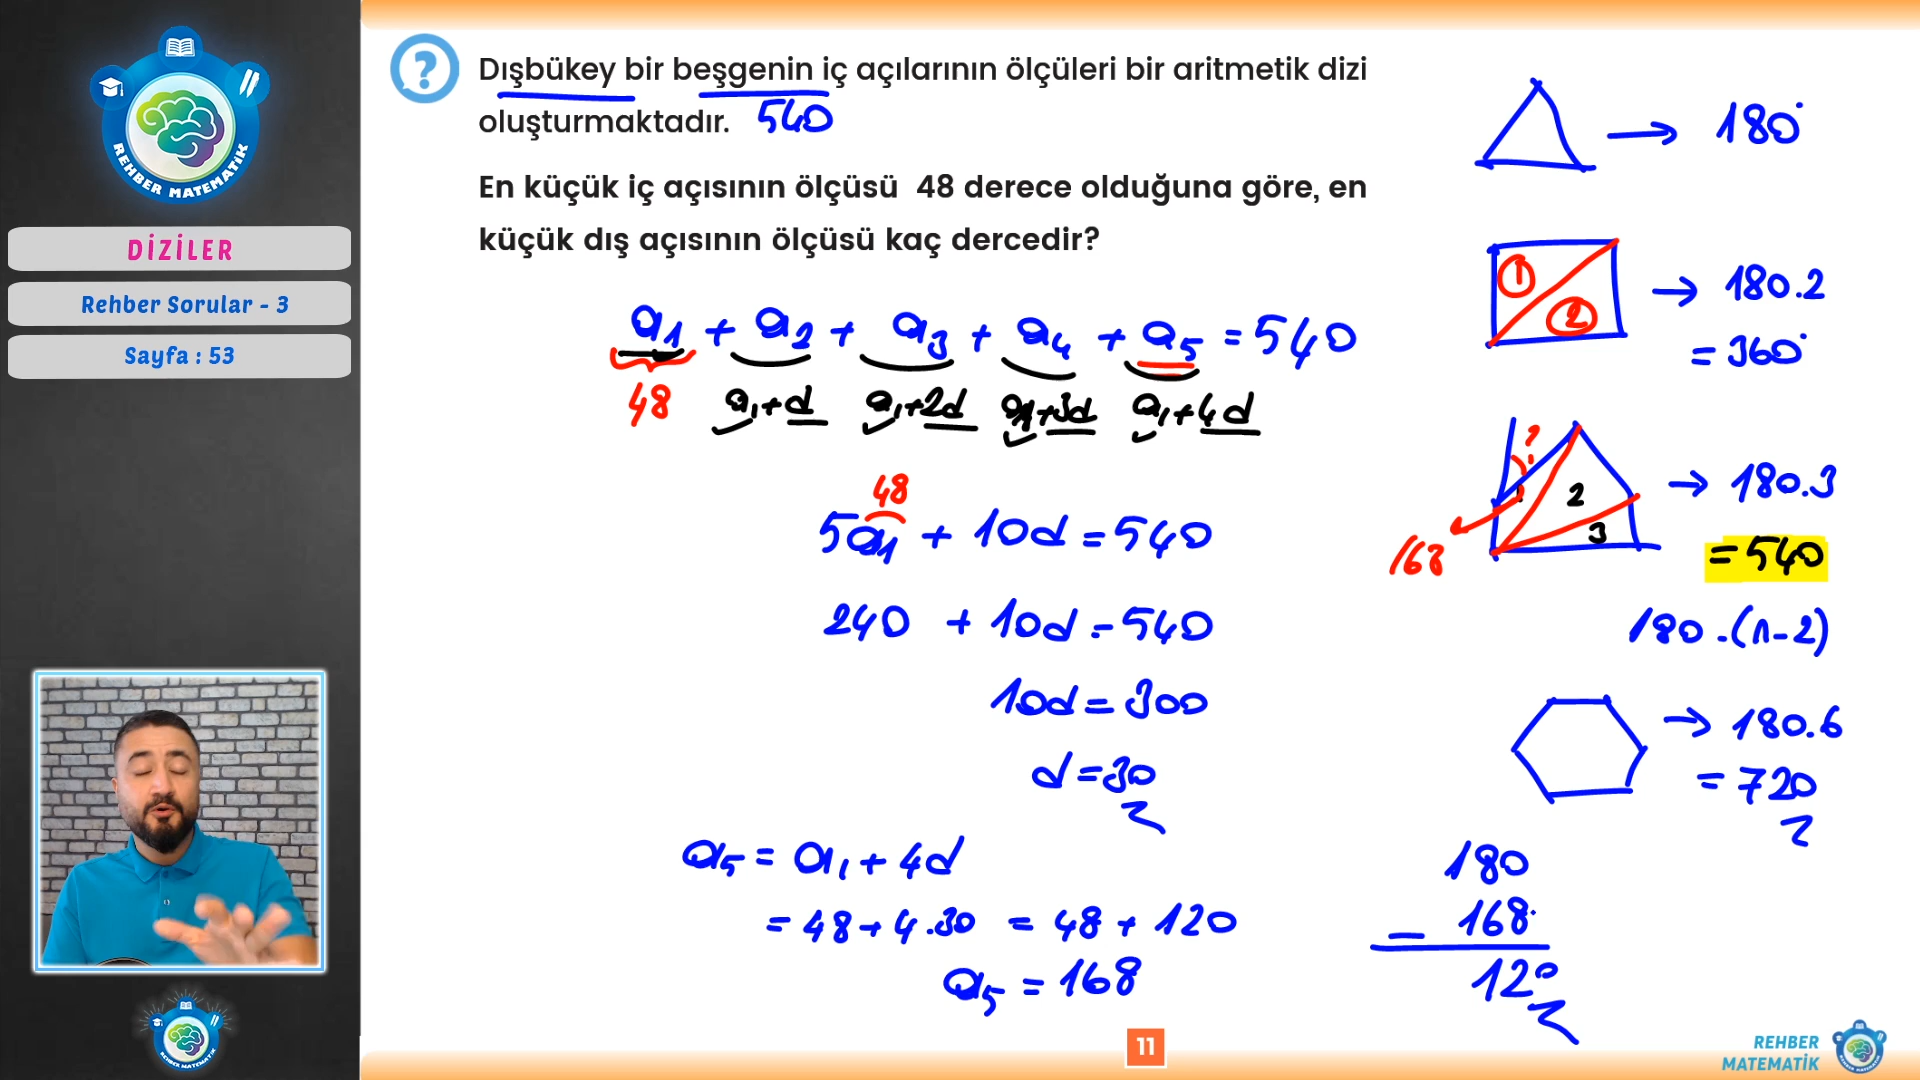 REHBER MATEMATİK
DİZİLER
Rehber Sorular - 3
Sayfa : 53
? Dışbükey bir beşgenin iç açılarının ölçüleri bir aritmetik dizi
oluşturmaktadır. 540
En küçük iç açısının ölçüsü 48 derece olduğuna göre, en
küçük dış açısının ölçüsü kaç dercedir?
a1 + a2 + a3 + a4 + a5 = 540
48 a1+d a1+2d a1+3d a1+4d
48
5a1 + 10d = 540
240 + 10d = 540
10d = 300
d = 30
a5 = a1 + 4d
= 48 + 4.30 = 48 + 120
a5 = 168
→ 180°
1 2 → 180.2
= 360°
? 2 3 → 180.3
168 = 540
180.(n-2)
→ 180.6
= 720
180
- 168
12°
11
REHBER
MATEMATİK